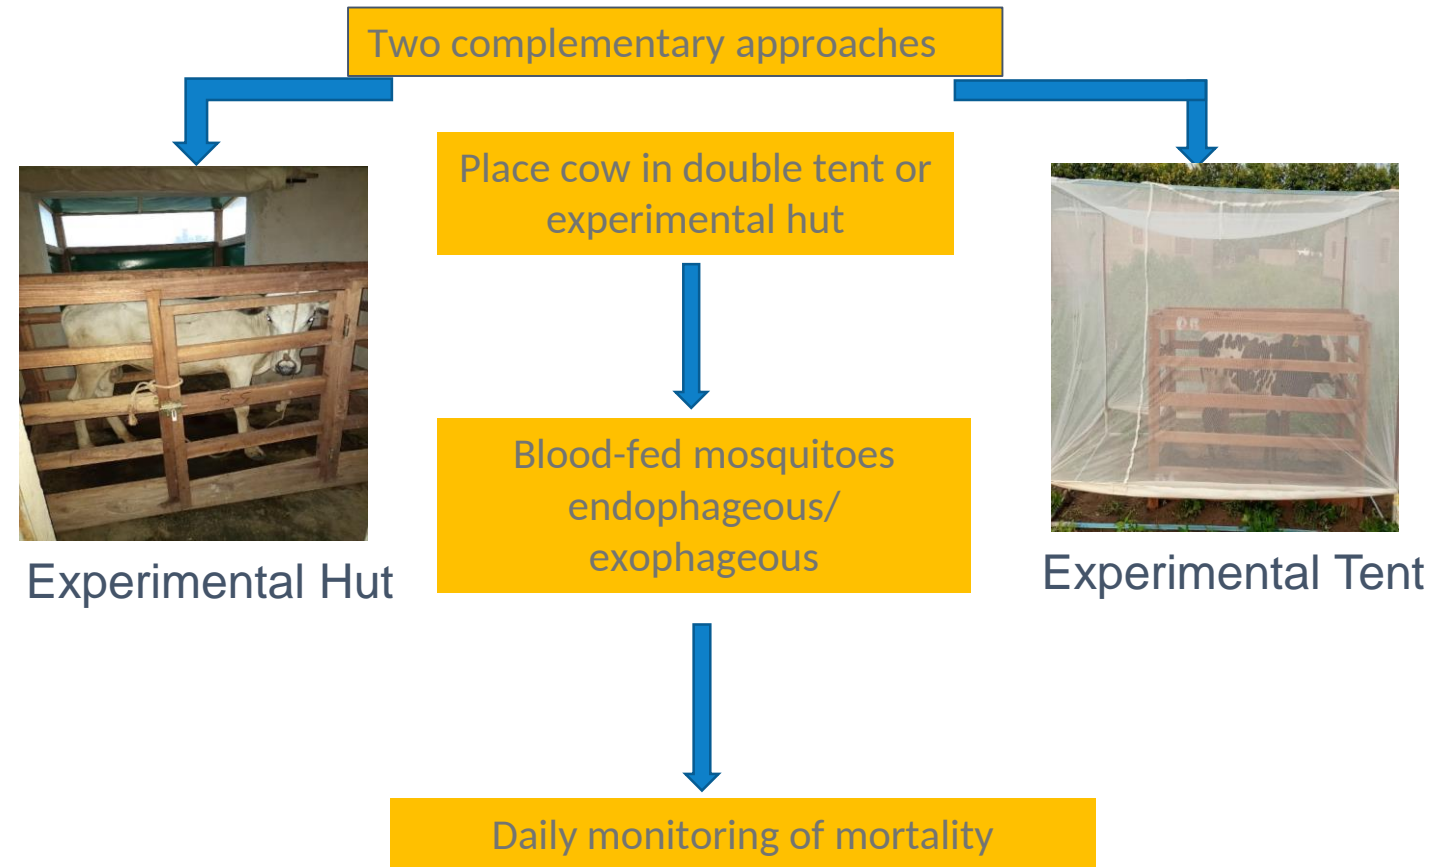 Two complementary approaches
Place cow in double tent or
experimental hut
Blood-fed mosquitoes
endophageous/
exophageous
Experimental Hut
Experimental Tent
Daily monitoring of mortality